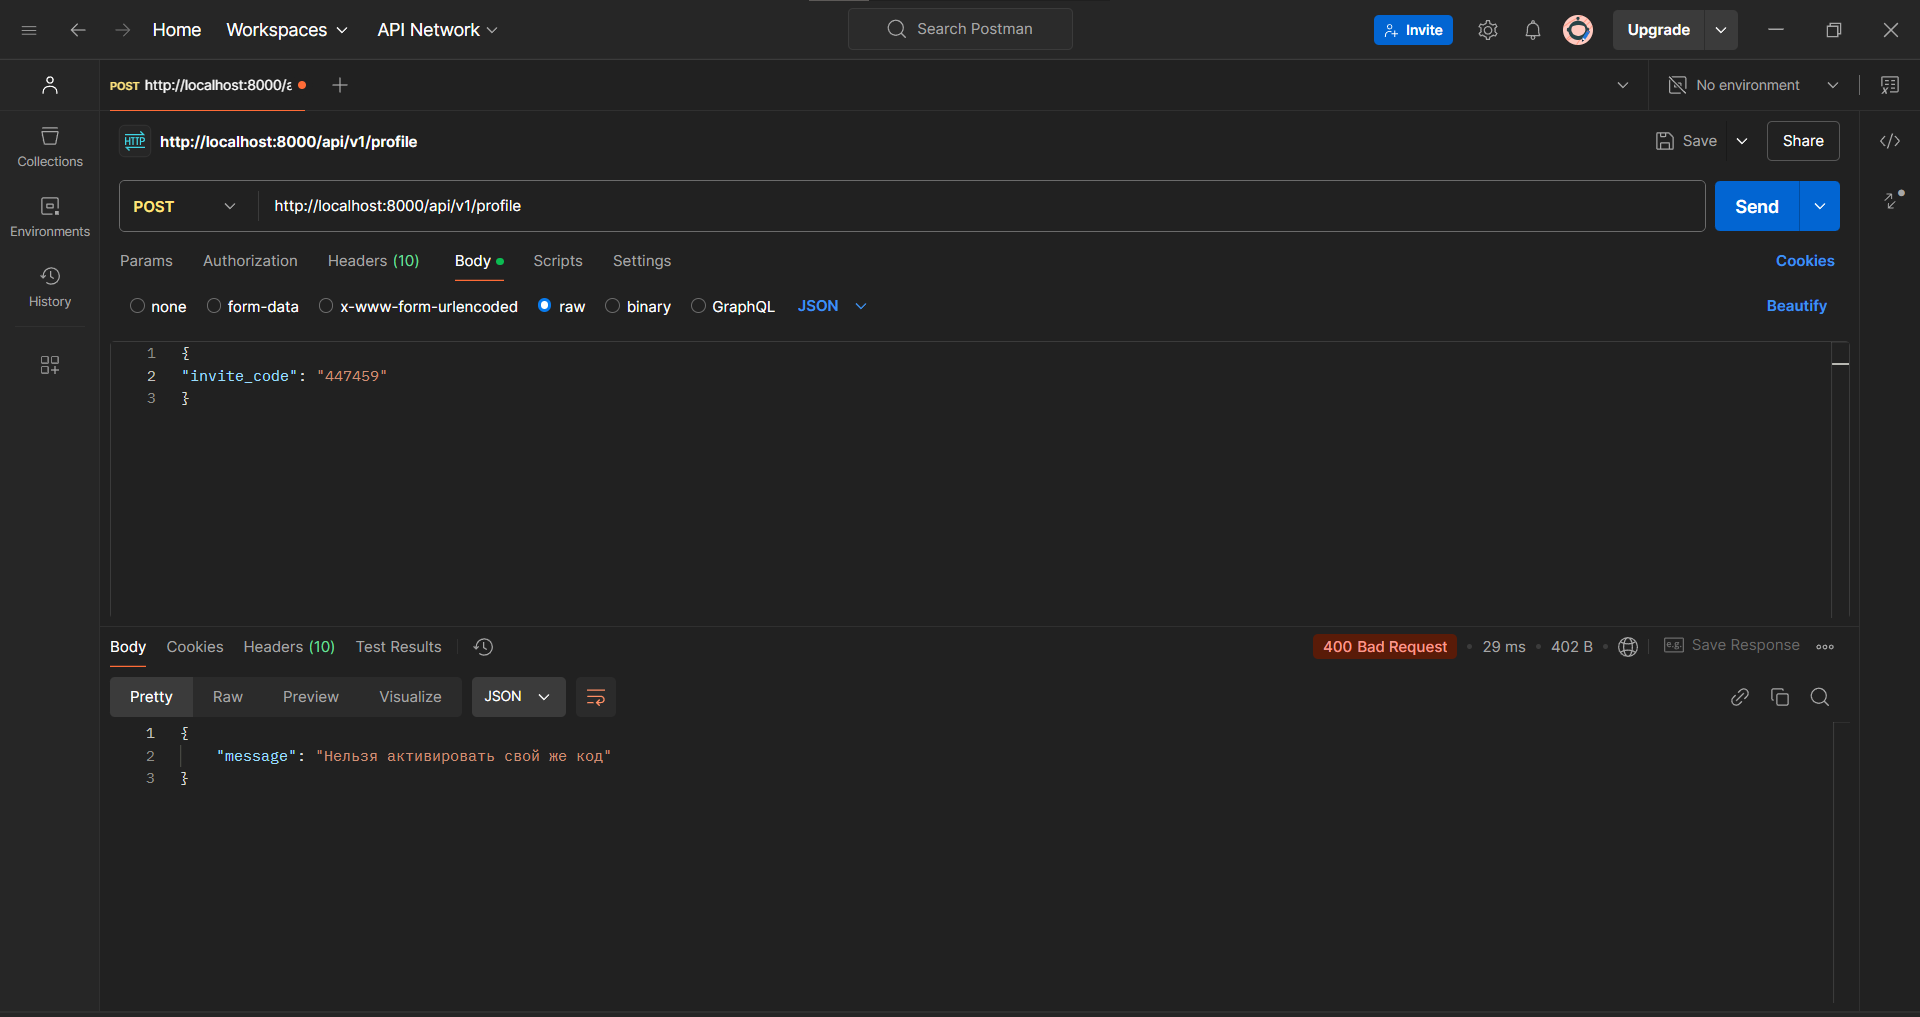 Home Workspaces API Network Search Postman Invite Upgrade
POST http://localhost:8000/a No environment
HTTP http://localhost:8000/api/v1/profile Save Share
Collections
Environments
History
POST http://localhost:8000/api/v1/profile Send
Params Authorization Headers (10) Body Scripts Settings Cookies
none form-data x-www-form-urlencoded raw binary GraphQL JSON Beautify
1 {
2 "invite_code": "447459"
3 }
Body Cookies Headers (10) Test Results 400 Bad Request 29 ms 402 B e.g. Save Response
Pretty Raw Preview Visualize JSON
1 {
2 "message": "Нельзя активировать свой же код"
3 }